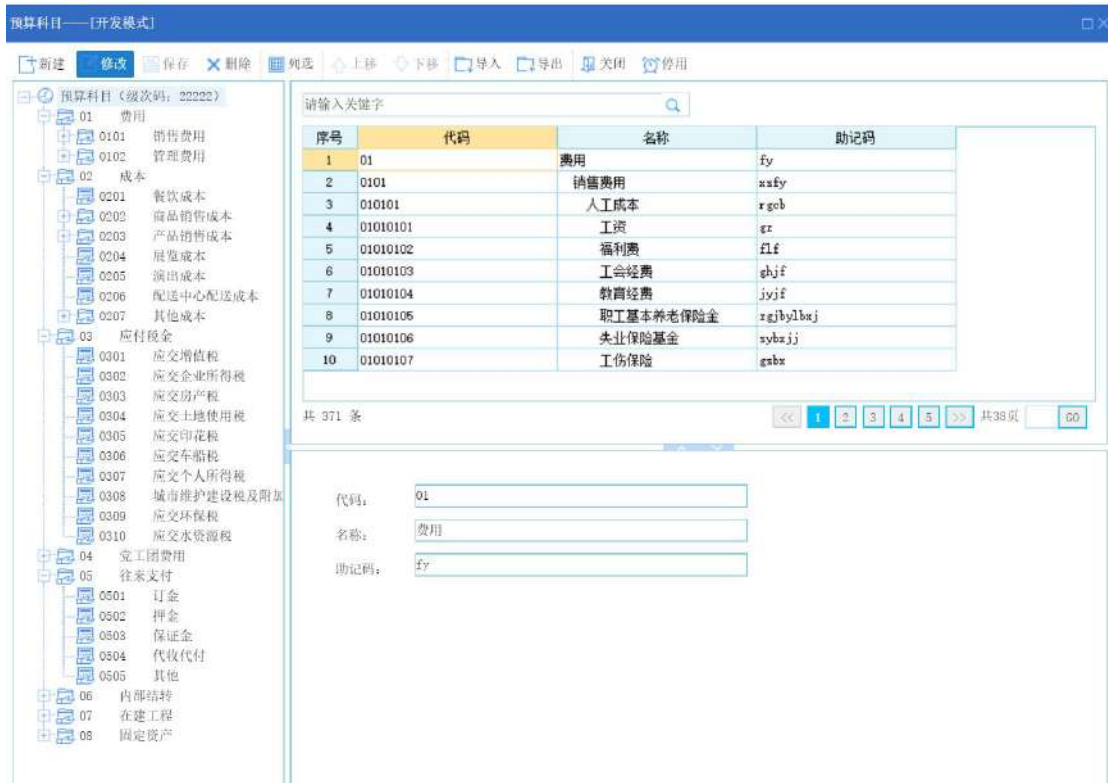 预算科目——[开发模式]
新建 修改 保存 删除 列选 上移 下移 导入 导出 关闭 停用
预算科目（级次码：22222）
01 费用
0101 销售费用
0102 管理费用
02 成本
0201 餐饮成本
0202 商品销售成本
0203 产品销售成本
0204 展览成本
0205 演出成本
0206 配送中心配送成本
0207 其他成本
03 应付税金
0301 应交增值税
0302 应交企业所得税
0303 应交房产税
0304 应交土地使用税
0305 应交印花税
0306 应交车船税
0307 应交个人所得税
0308 城市维护建设税及附加
0309 应交环保税
0310 应交水资源税
04 党工团费用
05 往来支付
0501 订金
0502 押金
0503 保证金
0504 代收代付
0505 其他
06 内部结转
07 在建工程
08 固定资产
请输入关键字
序号 代码 名称 助记码
1 01 费用 fy
2 0101 销售费用 xsfy
3 010101 人工成本 rgcb
4 01010101 工资 gz
5 01010102 福利费 flf
6 01010103 工会经费 ghjf
7 01010104 教育经费 jyjf
8 01010105 职工基本养老保险金 zgjbylbxj
9 01010106 失业保险基金 sybxjj
10 01010107 工伤保险 gsbx
共 371 条 << 1 2 3 4 5 >> 共38页 GO
代码： 01
名称： 费用
助记码： fy